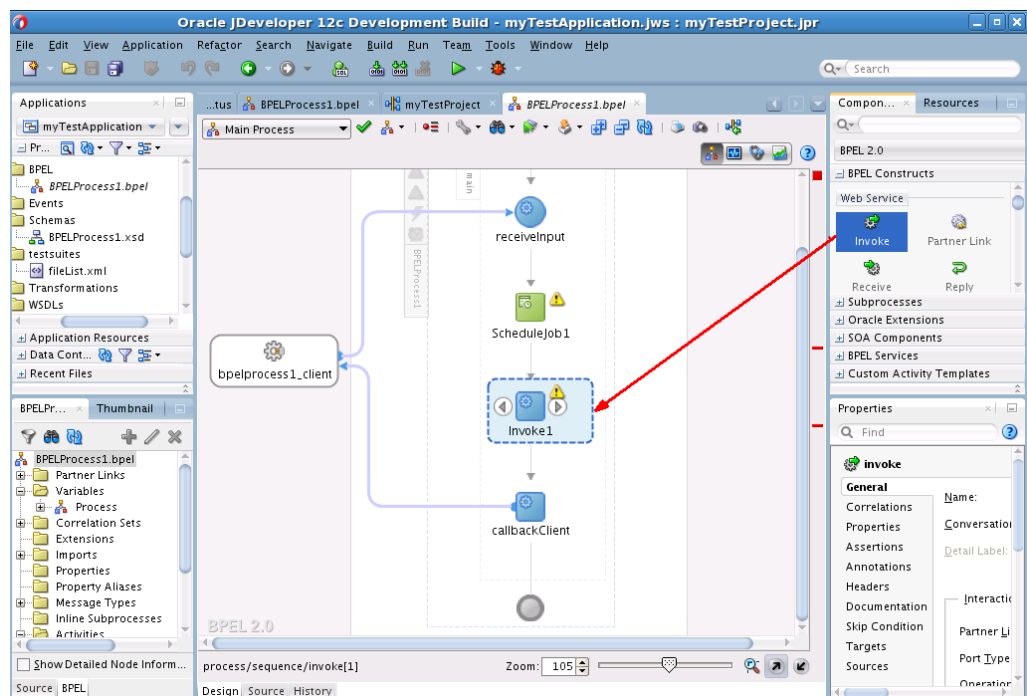 Oracle JDeveloper 12c Development Build - myTestApplication.jws : myTestProject.jpr
File Edit View Application Refactor Search Navigate Build Run Team Tools Window Help
Search
Applications
myTestApplication
Pr...
BPEL
BPELProcess1.bpel
Events
Schemas
BPELProcess1.xsd
testsuites
fileList.xml
Transformations
WSDLs
Application Resources
Data Cont...
Recent Files
BPELPr... Thumbnail
BPELProcess1.bpel
Partner Links
Variables
Process
Correlation Sets
Extensions
Imports
Properties
Property Aliases
Message Types
Inline Subprocesses
Activities
Show Detailed Node Inform...
Source BPEL
...tus BPELProcess1.bpel myTestProject BPELProcess1.bpel
Main Process
main
BPELProcess1
receiveInput
ScheduleJob1
bpelprocess1_client
Invoke1
callbackClient
BPEL 2.0
process/sequence/invoke[1] Zoom: 105
Design Source History
Compon... Resources
BPEL 2.0
BPEL Constructs
Web Service
Invoke Partner Link
Receive Reply
Subprocesses
Oracle Extensions
SOA Components
BPEL Services
Custom Activity Templates
Properties
Find
invoke
General
Correlations
Properties
Assertions
Annotations
Headers
Documentation
Skip Condition
Targets
Sources
Name:
Conversation
Detail Label:
Interactio
Partner Li
Port Type
Operation